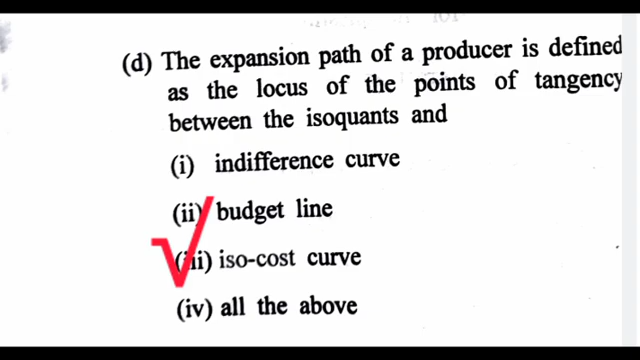 (d) The expansion path of a producer is defined
as the locus of the points of tangency
between the isoquants and
(i) indifference curve
(ii) budget line
(iii) iso-cost curve
(iv) all the above